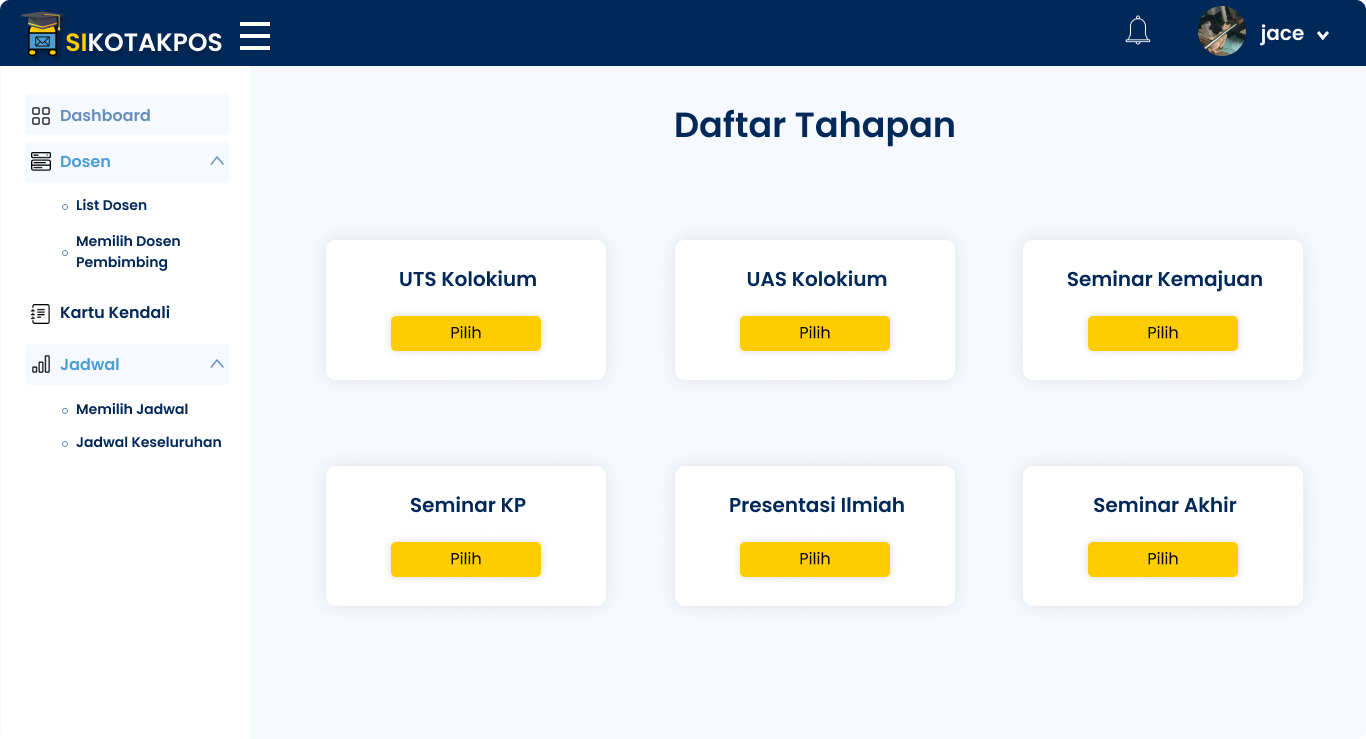 SIKOTAKPOS
jace
Dashboard
Dosen
List Dosen
Memilih Dosen
Pembimbing
Kartu Kendali
Jadwal
Memilih Jadwal
Jadwal Keseluruhan
Daftar Tahapan
UTS Kolokium
Pilih
UAS Kolokium
Pilih
Seminar Kemajuan
Pilih
Seminar KP
Pilih
Presentasi Ilmiah
Pilih
Seminar Akhir
Pilih